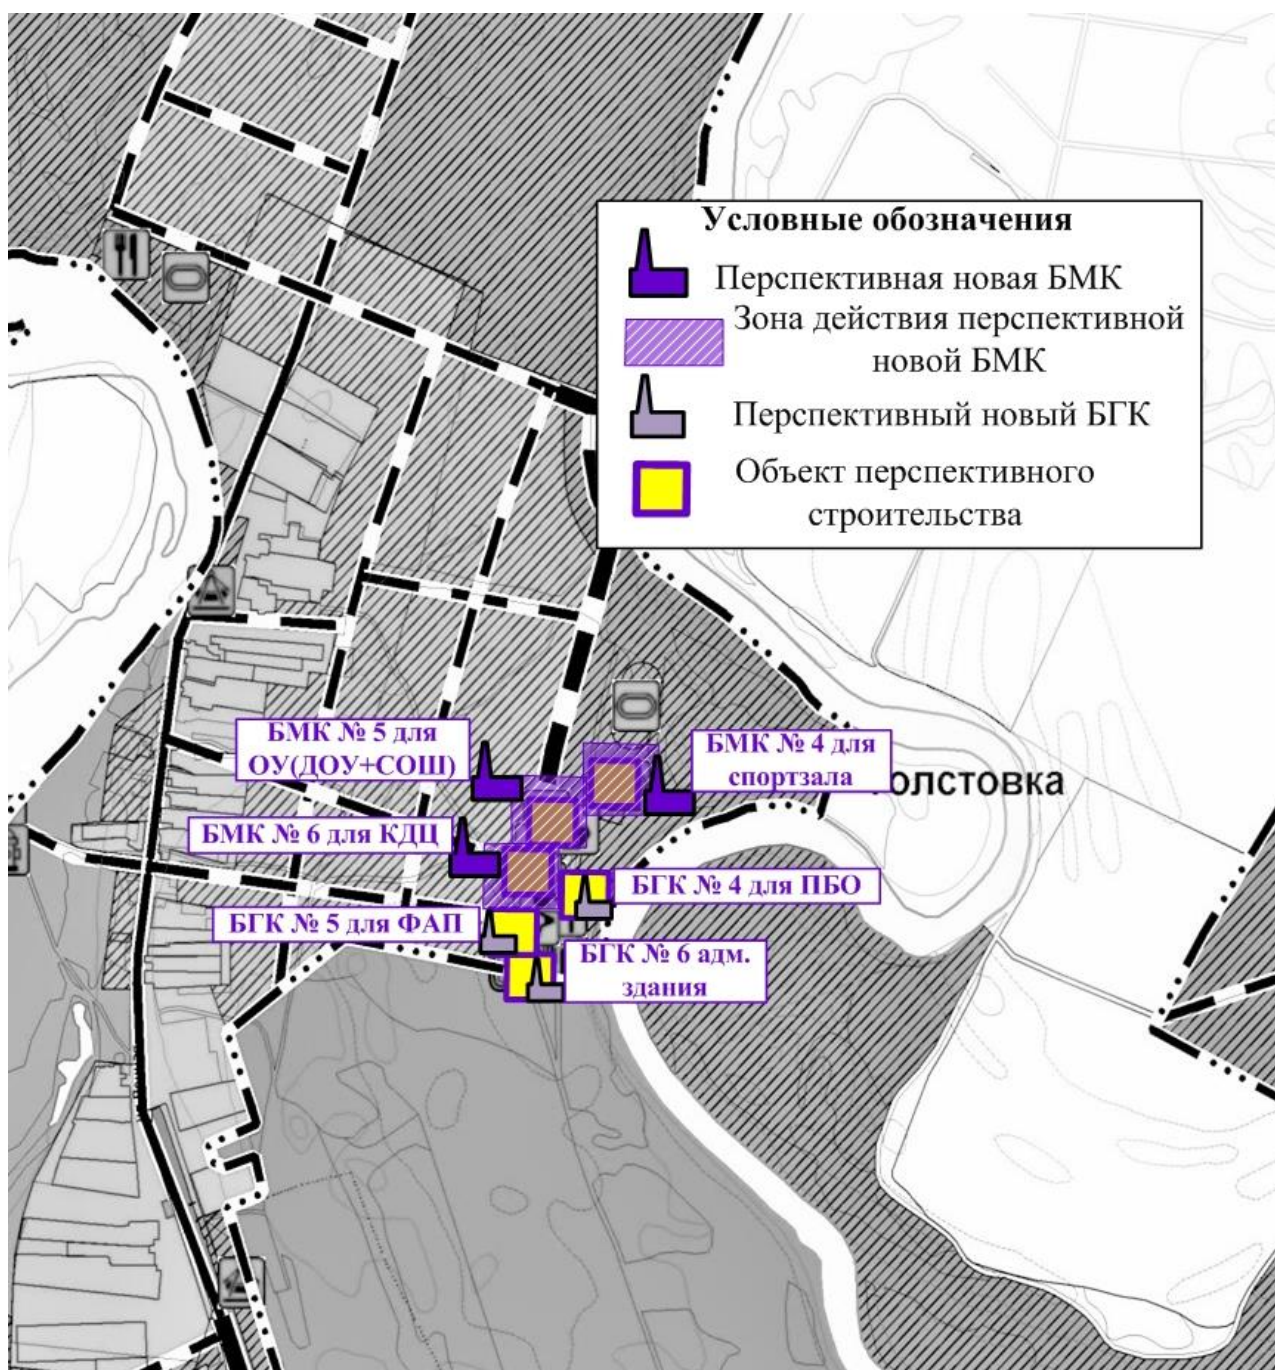 Условные обозначения
Перспективная новая БМК
Зона действия перспективной
новой БМК
Перспективный новый БГК
Объект перспективного
строительства
БМК № 5 для
ОУ(ДОУ+СОШ)
БМК № 4 для
спортзала
олстовка
БМК № 6 для КДЦ
БГК № 4 для ПБО
БГК № 5 для ФАП
БГК № 6 адм.
здания